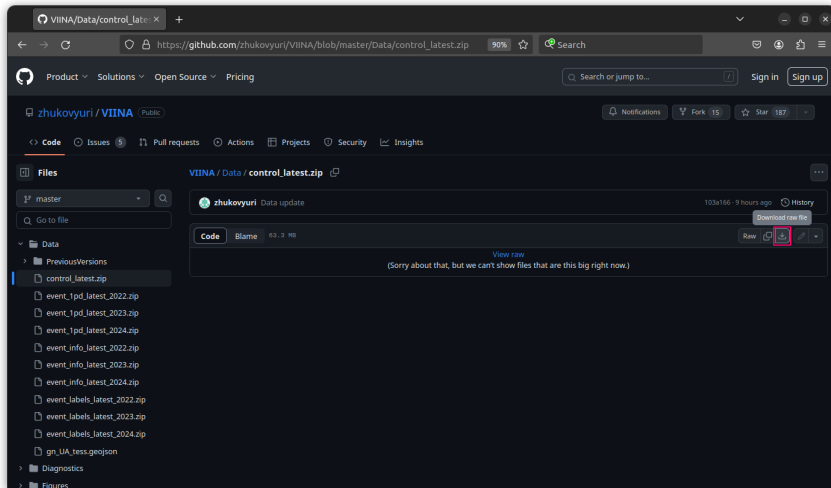 VIINA/Data/control_late
https://github.com/zhukovyuri/VIINA/blob/master/Data/control_latest.zip
90%
Search
Product
Solutions
Open Source
Pricing
Search or jump to...
/
Sign in
Sign up
zhukovyuri / VIINA
Public
Notifications
Fork 15
Star 187
Code
Issues 5
Pull requests
Actions
Projects
Security
Insights
Files
VIINA / Data / control_latest.zip
master
zhukovyuri Data update
103a166 · 9 hours ago
History
Go to file
Download raw file
Code
Blame
63.3 MB
Raw
Data
View raw
PreviousVersions
(Sorry about that, but we can't show files that are this big right now.)
control_latest.zip
event_1pd_latest_2022.zip
event_1pd_latest_2023.zip
event_1pd_latest_2024.zip
event_info_latest_2022.zip
event_info_latest_2023.zip
event_info_latest_2024.zip
event_labels_latest_2022.zip
event_labels_latest_2023.zip
event_labels_latest_2024.zip
gn_UA_tess.geojson
Diagnostics
Figures